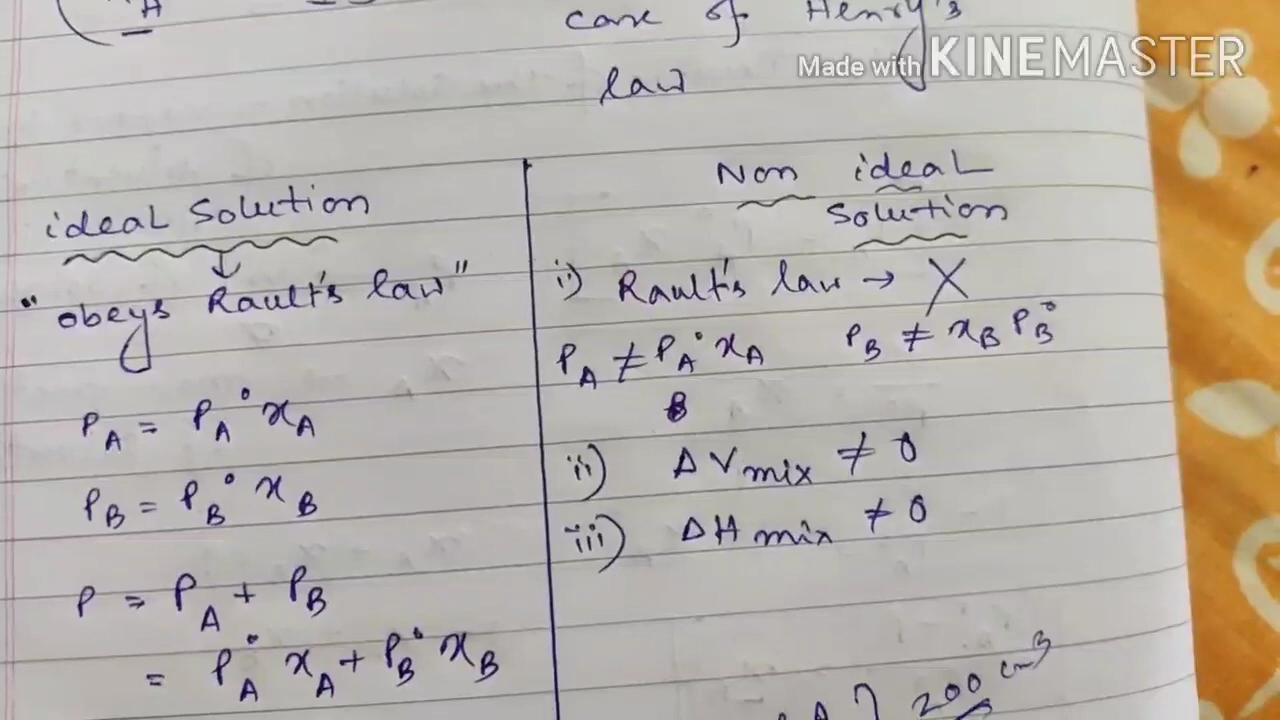 case of Henry's
law
Made with KINEMASTER
ideal Solution
"obeys Rault's law"
P_A = P_A° x_A
P_B = P_B° x_B
P = P_A + P_B
= P_A° x_A + P_B° x_B
Non ideal
Solution
i) Rault's law → X
P_A ≠ P_A° x_A P_B ≠ x_B P_B°
ii) ΔV mix ≠ 0
iii) ΔH mix ≠ 0
200 cm3